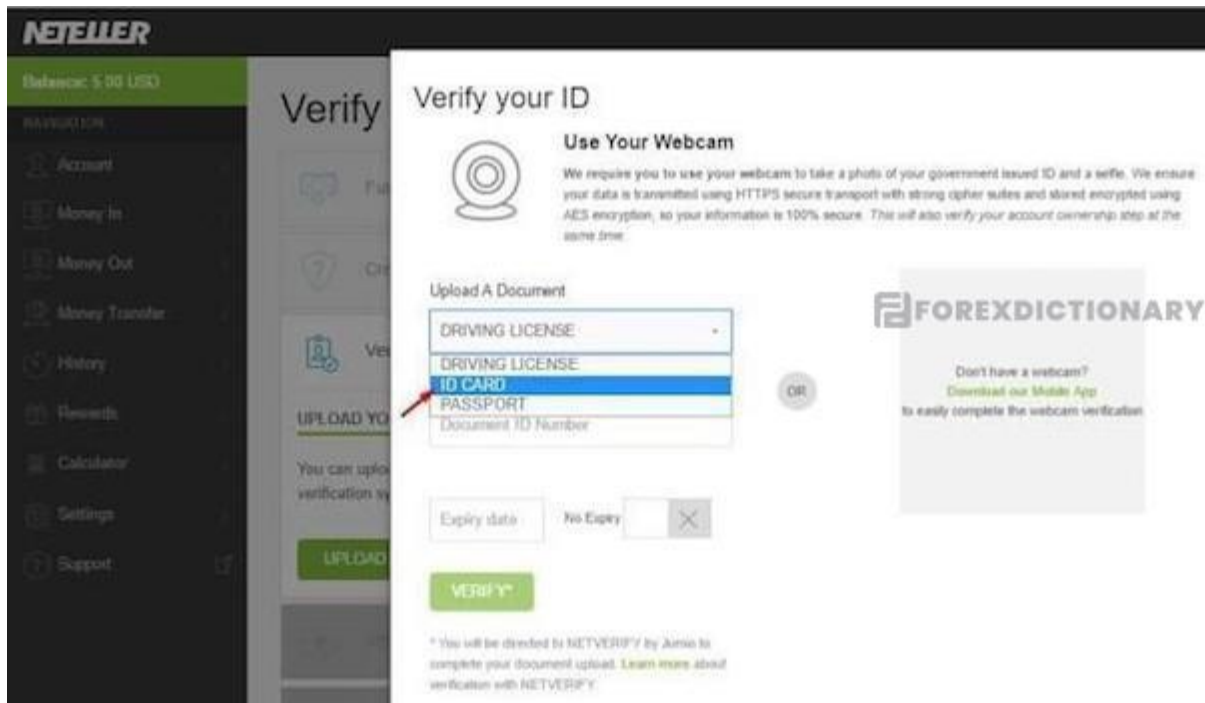 NETELLER
Balance: 5.00 USD
NAVIGATION
Account
Money In
Money Out
Money Transfer
History
Rewards
Calculator
Settings
Support
Verify
UPLOAD YO
You can uplo
verification sy
UPLOAD
Verify your ID
Use Your Webcam
We require you to use your webcam to take a photo of your government issued ID and a selfie. We ensure
your data is transmitted using HTTPS secure transport with strong cipher suites and stored encrypted using
AES encryption, so your information is 100% secure. This will also verify your account ownership step at the
same time.
Upload A Document
DRIVING LICENSE
DRIVING LICENSE
ID CARD
PASSPORT
Document ID Number
Expiry date
No Expiry
VERIFY*
* You will be directed to NETVERIFY by Jumio to
complete your document upload. Learn more about
verification with NETVERIFY.
OR
FOREXDICTIONARY
Don't have a webcam?
Download our Mobile App
to easily complete the webcam verification